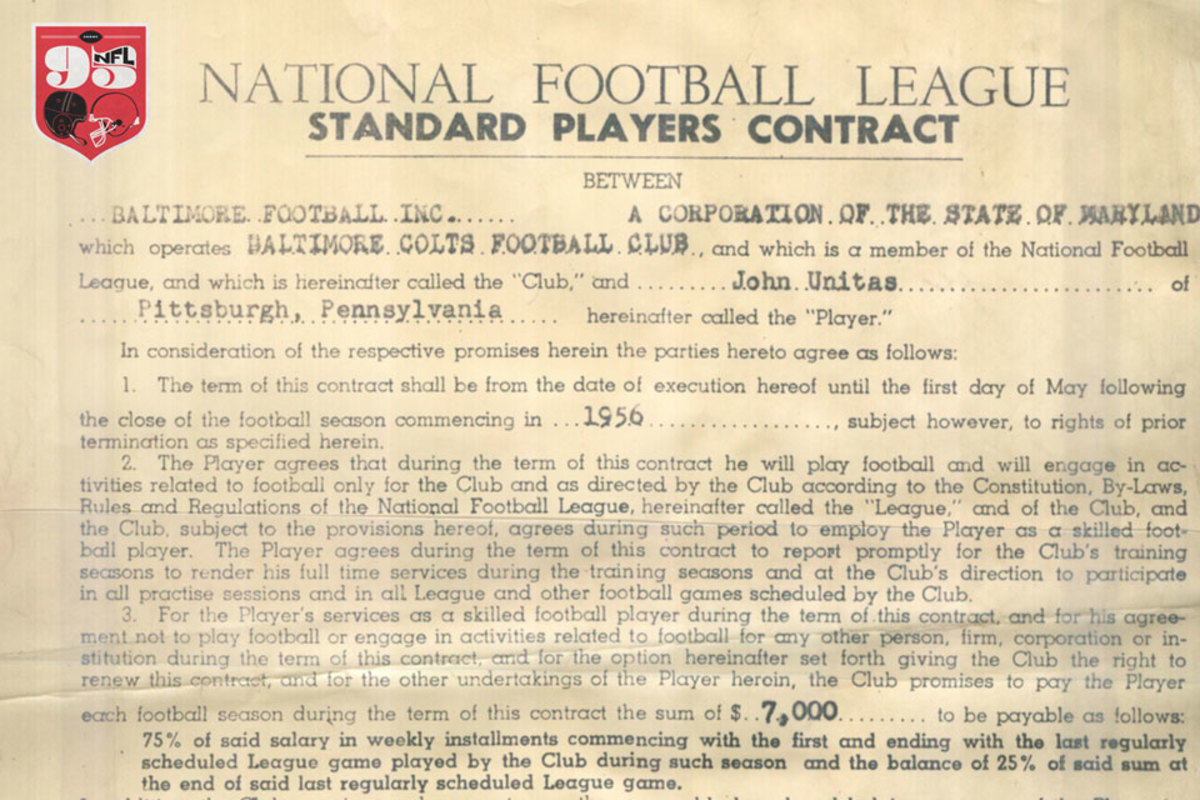 95 NFL
NATIONAL FOOTBALL LEAGUE
STANDARD PLAYERS CONTRACT
BETWEEN
...BALTIMORE.FOOTBALL.INC....... A CORPORATION.OF.THE.STATE.OF.MARYLAND
which operates BALTIMORE.COLTS.FOOTBALL.CLUB., and which is a member of the National Football
League, and which is hereinafter called the "Club," and .........John.Unitas............................ of
.....Pittsburgh,.Pennsylvania..... hereinafter called the "Player."
In consideration of the respective promises herein the parties hereto agree as follows:
1. The term of this contract shall be from the date of execution hereof until the first day of May following
the close of the football season commencing in ...1956.................., subject however, to rights of prior
termination as specified herein.
2. The Player agrees that during the term of this contract he will play football and will engage in ac-
tivities related to football only for the Club and as directed by the Club according to the Constitution, By-Laws,
Rules and Regulations of the National Football League, hereinafter called the "League," and of the Club, and
the Club, subject to the provisions hereof, agrees during such period to employ the Player as a skilled foot-
ball player. The Player agrees during the term of this contract to report promptly for the Club's training
seasons to render his full time services during the training seasons and at the Club's direction to participate
in all practise sessions and in all League and other football games scheduled by the Club.
3. For the Player's services as a skilled football player during the term of this contract, and for his agree-
ment not to play football or engage in activities related to football for any other person, firm, corporation or in-
stitution during the term of this contract, and for the option hereinafter set forth giving the Club the right to
renew this contract, and for the other undertakings of the Player herein, the Club promises to pay the Player
each football season during the term of this contract the sum of $..7,000......... to be payable as follows:
75% of said salary in weekly installments commencing with the first and ending with the last regularly
scheduled League game played by the Club during such season and the balance of 25% of said sum at
the end of said last regularly scheduled League game.